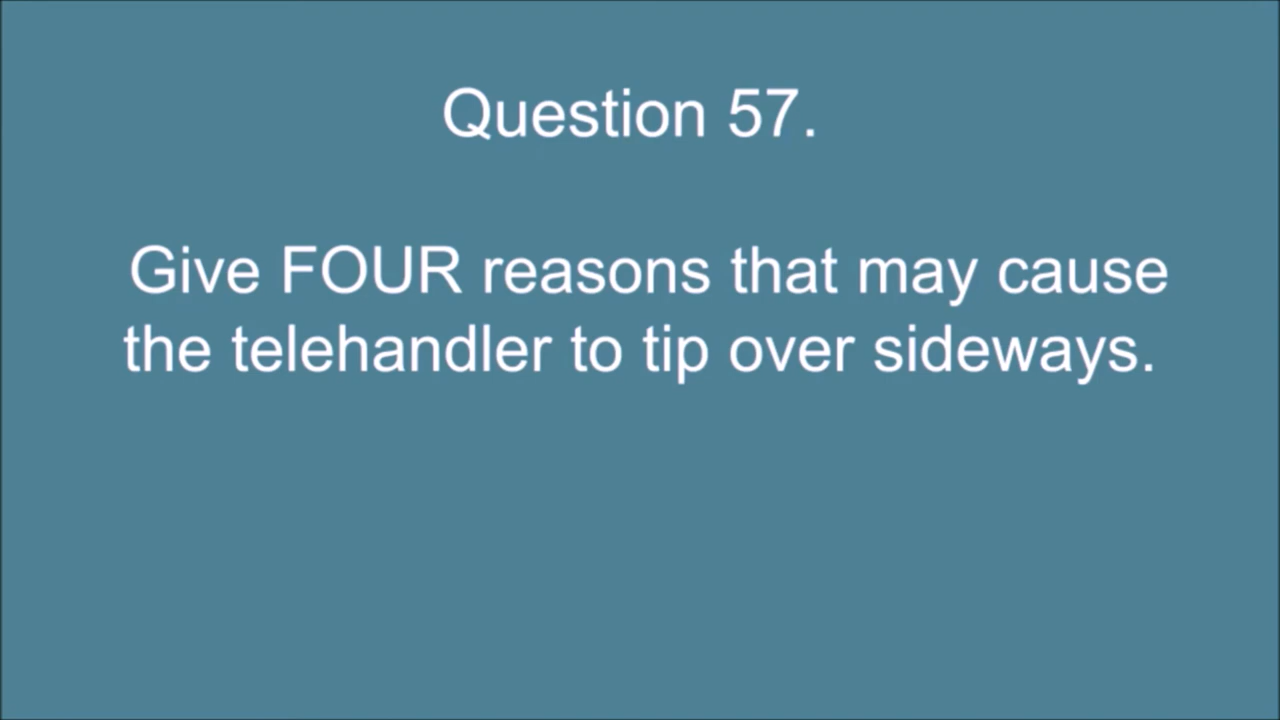 Question 57.
Give FOUR reasons that may cause
the telehandler to tip over sideways.